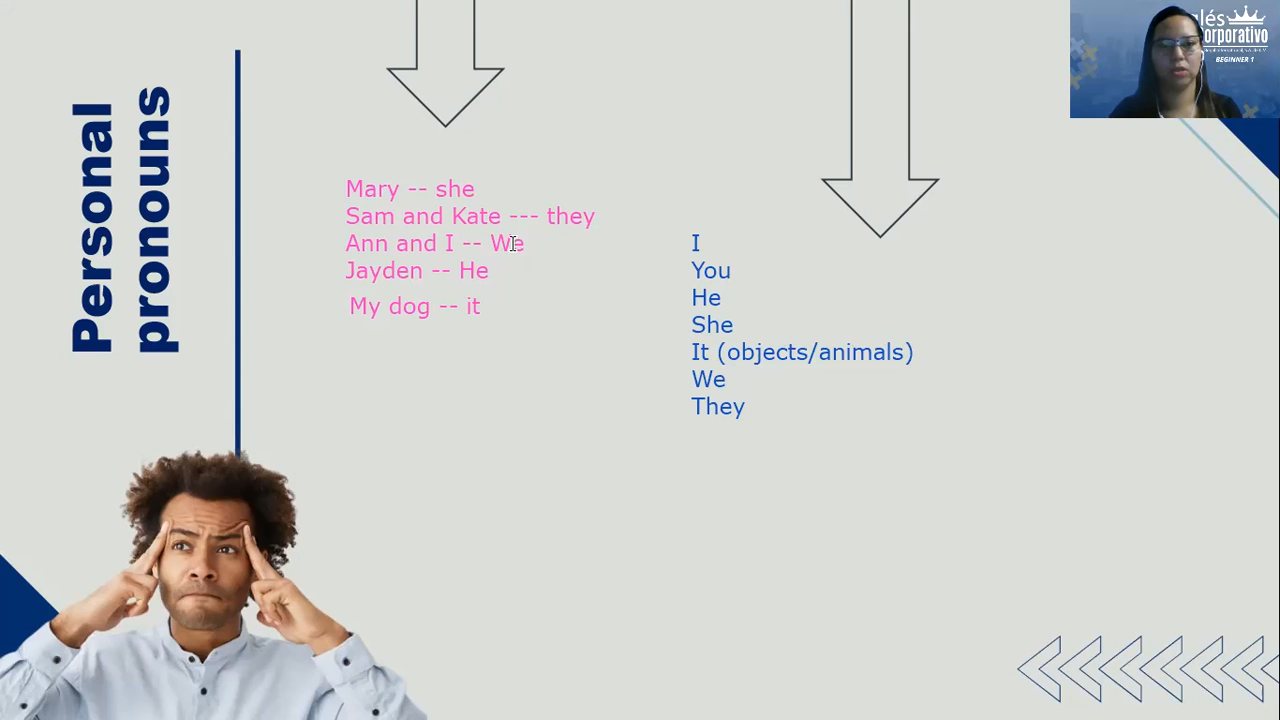 Personal
pronouns
Mary -- she
Sam and Kate --- they
Ann and I -- We
Jayden -- He
My dog -- it
I
You
He
She
It (objects/animals)
We
They
glés
orporativo
BEGINNER 1